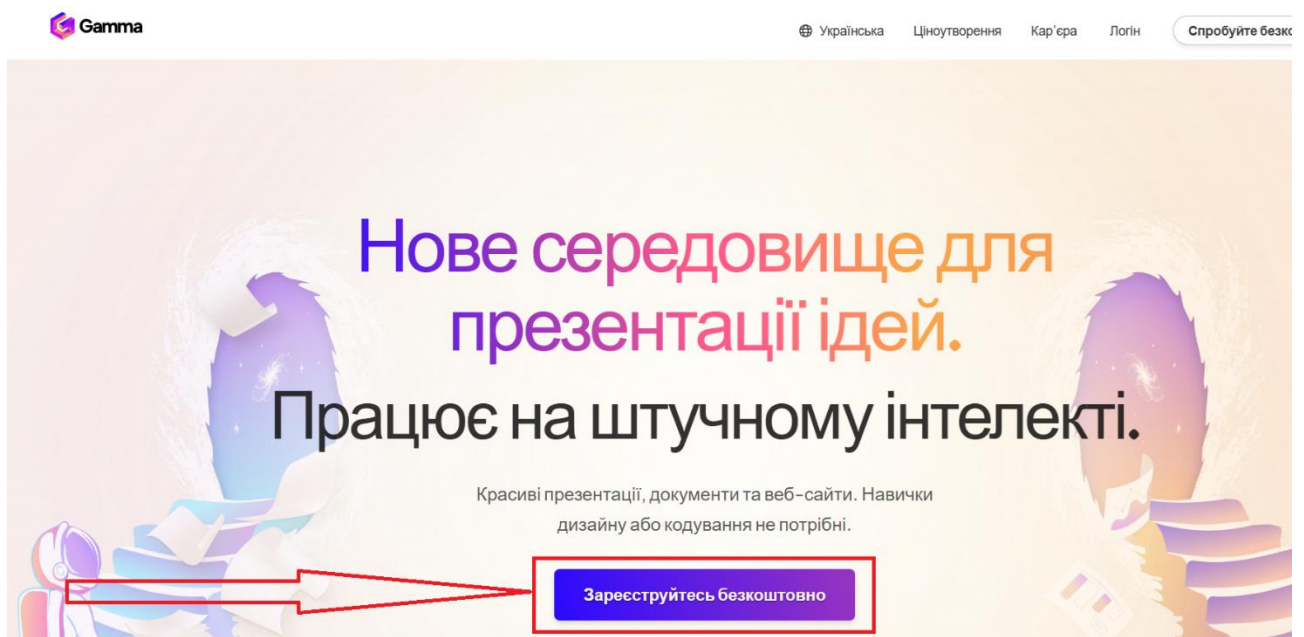 Gamma
Українська Ціноутворення Кар'єра Логін Спробуйте
Нове середовище для
презентації ідей.
Працює на штучному інтелекті.
Красиві презентації, документи та веб-сайти. Навички
дизайну або кодування не потрібні.
Зареєструйтесь безкоштовно